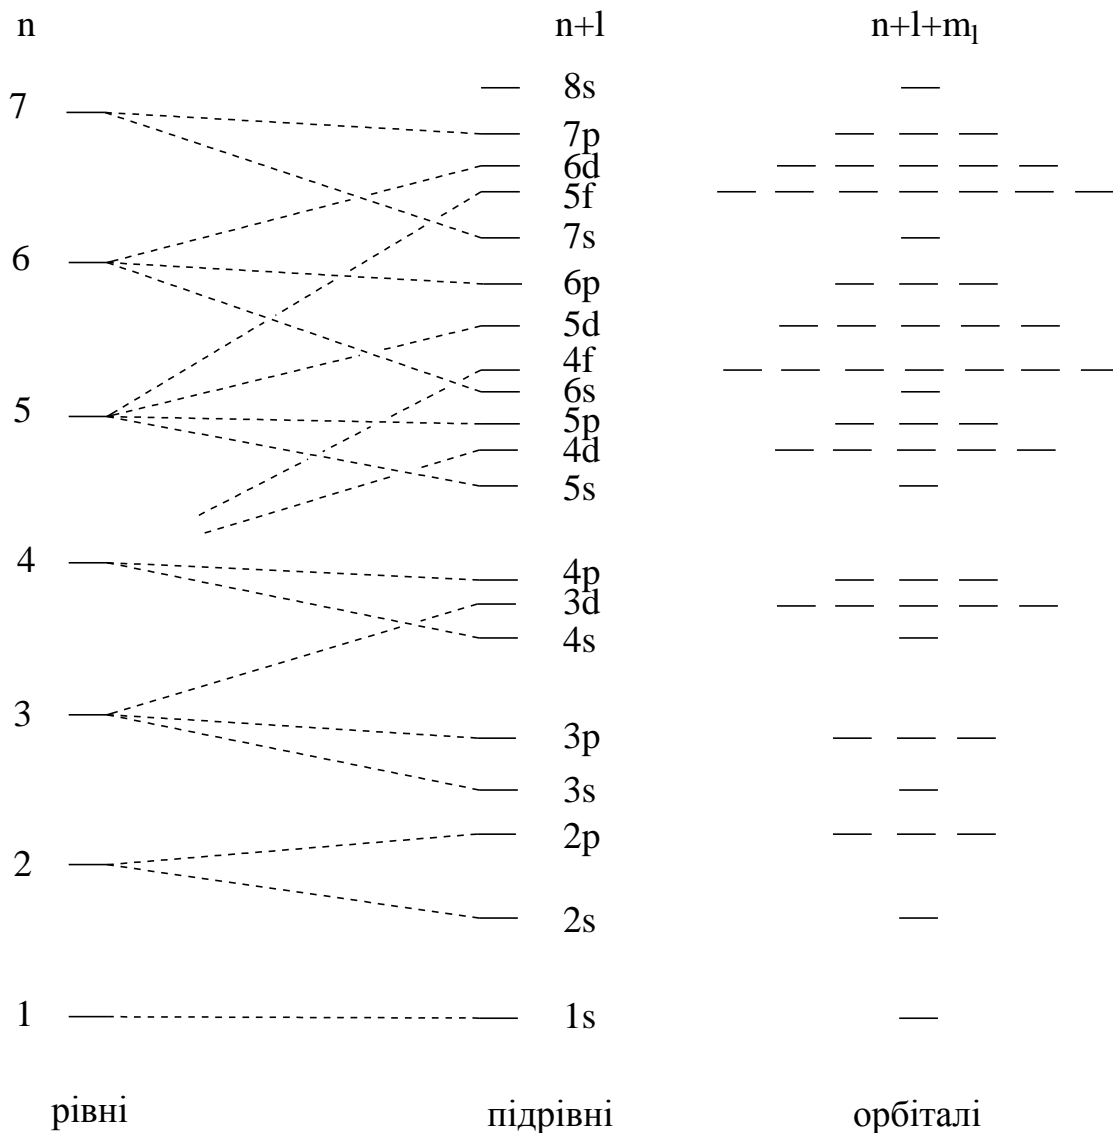 n n+l n+l+mₗ
8s
7 7p
6d
5f
7s
6 6p
5d
4f
6s
5 5p
4d
5s
4 4p
3d
4s
3 3p
3s
2 2p
2s
1 1s
рівні підрівні орбіталі